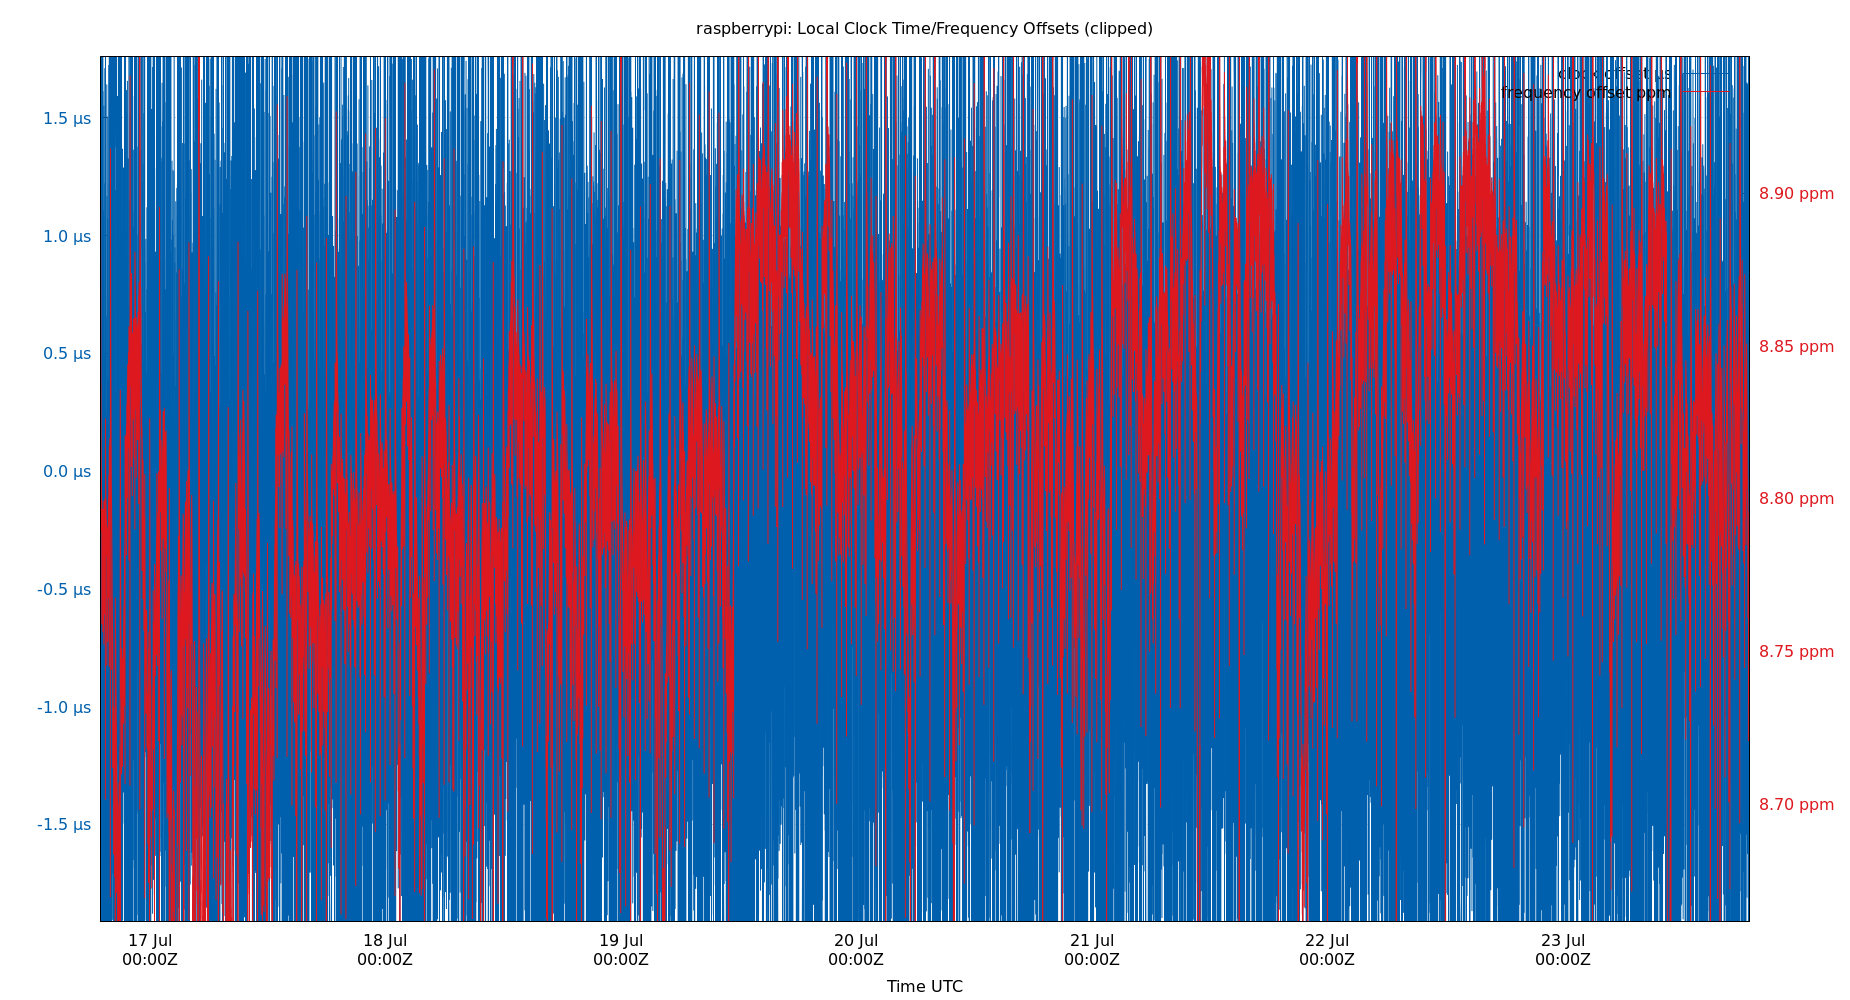 raspberrypi: Local Clock Time/Frequency Offsets (clipped)
clock offset µs
frequency offset ppm
1.5 µs
1.0 µs
0.5 µs
0.0 µs
-0.5 µs
-1.0 µs
-1.5 µs
8.90 ppm
8.85 ppm
8.80 ppm
8.75 ppm
8.70 ppm
17 Jul
00:00Z
18 Jul
00:00Z
19 Jul
00:00Z
20 Jul
00:00Z
21 Jul
00:00Z
22 Jul
00:00Z
23 Jul
00:00Z
Time UTC